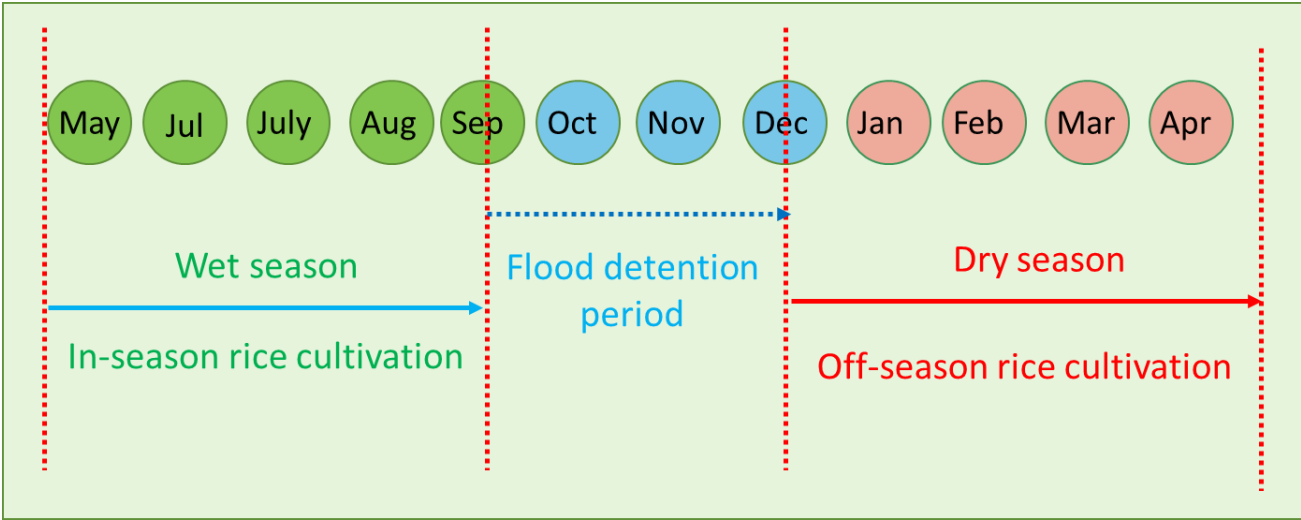 May Jul July Aug Sep Oct Nov Dec Jan Feb Mar Apr
Wet season
In-season rice cultivation
Flood detention
period
Dry season
Off-season rice cultivation